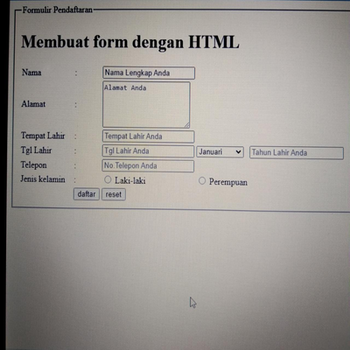 Formulir Pendaftaran
Membuat form dengan HTML
Nama : Nama Lengkap Anda
Alamat : Alamat Anda
Tempat Lahir : Tempat Lahir Anda
Tgl Lahir : Tgl Lahir Anda Januari Tahun Lahir Anda
Telepon : No Telepon Anda
Jenis kelamin : Laki-laki Perempuan
daftar reset